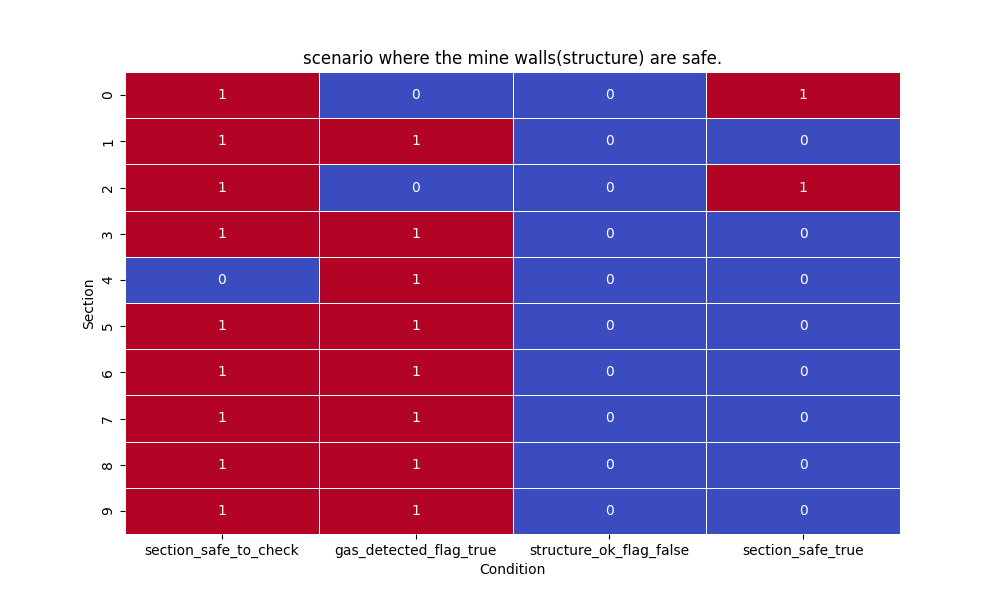 scenario where the mine walls(structure) are safe.
0 1 0 0 1
1 1 1 0 0
2 1 0 0 1
3 1 1 0 0
4 0 1 0 0
5 1 1 0 0
6 1 1 0 0
7 1 1 0 0
8 1 1 0 0
9 1 1 0 0
Section
section_safe_to_check gas_detected_flag_true structure_ok_flag_false section_safe_true
Condition